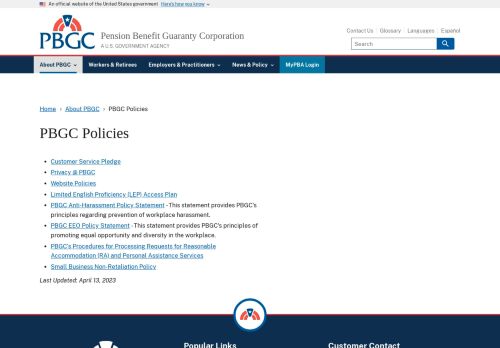 An official website of the United States government Here's how you know
PBGC
Pension Benefit Guaranty Corporation
A U.S. GOVERNMENT AGENCY
Contact Us Glossary Languages Español
Search
About PBGC Workers & Retirees Employers & Practitioners News & Policy MyPBA Login
Home › About PBGC › PBGC Policies
PBGC Policies
• Customer Service Pledge
• Privacy @ PBGC
• Website Policies
• Limited English Proficiency (LEP) Access Plan
• PBGC Anti-Harassment Policy Statement - This statement provides PBGC's
principles regarding prevention of workplace harassment.
• PBGC EEO Policy Statement - This statement provides PBGC's principles of
promoting equal opportunity and diversity in the workplace.
• PBGC's Procedures for Processing Requests for Reasonable
Accommodation (RA) and Personal Assistance Services
• Small Business Non-Retaliation Policy
Last Updated: April 13, 2023
Popular Links
Customer Contact